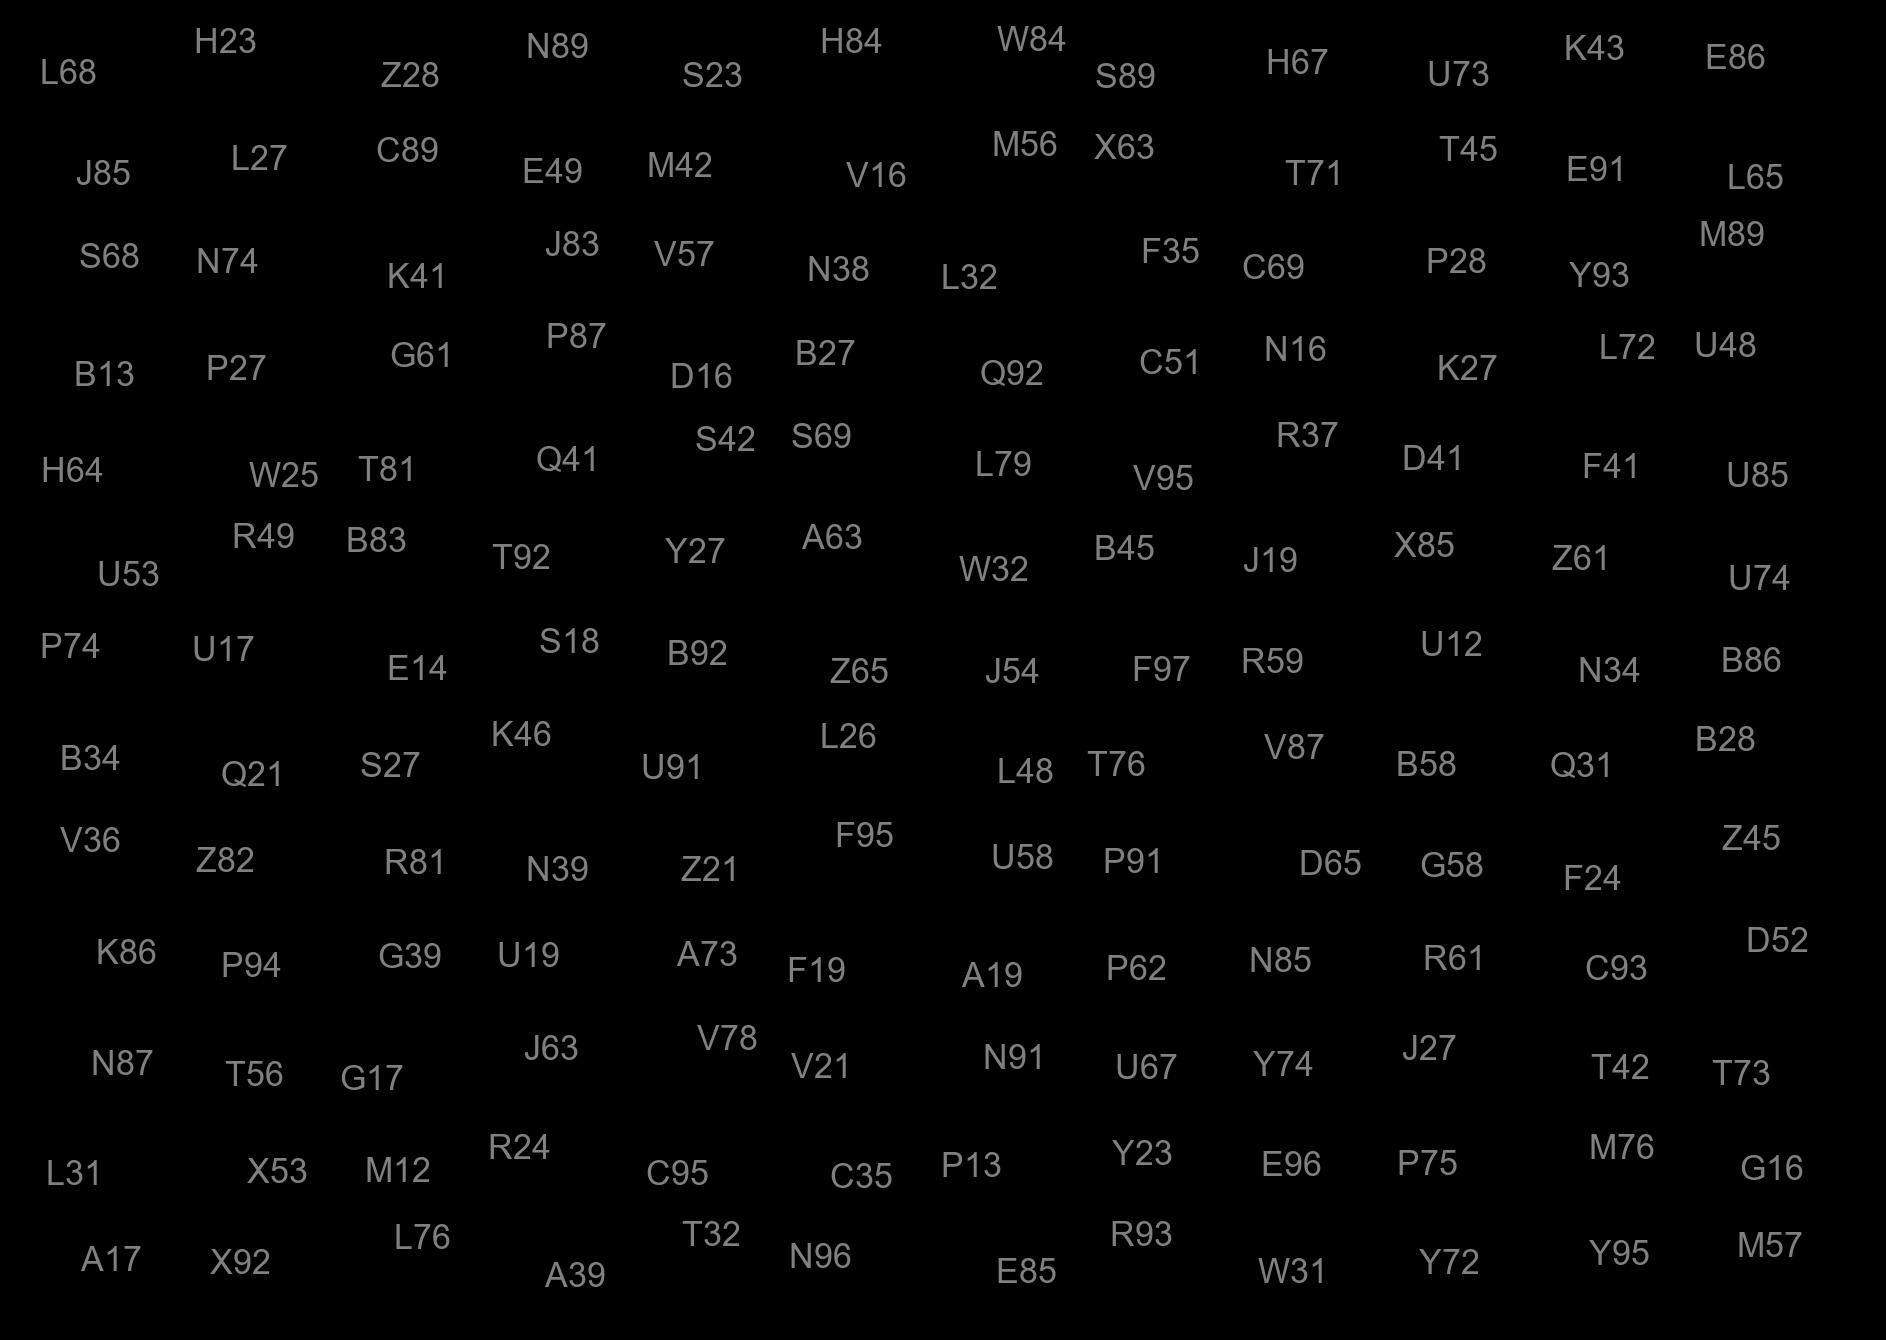 L68 H23 Z28 N89 S23 H84 W84 S89 H67 U73 K43 E86
J85 L27 C89 E49 M42 V16 M56 X63 T71 T45 E91 L65
S68 N74 K41 J83 V57 N38 L32 F35 C69 P28 Y93 M89
B13 P27 G61 P87 D16 B27 Q92 C51 N16 K27 L72 U48
H64 W25 T81 Q41 S42 S69 L79 V95 R37 D41 F41 U85
U53 R49 B83 T92 Y27 A63 W32 B45 J19 X85 Z61 U74
P74 U17 E14 S18 B92 Z65 J54 F97 R59 U12 N34 B86
B34 Q21 S27 K46 U91 L26 L48 T76 V87 B58 Q31 B28
V36 Z82 R81 N39 Z21 F95 U58 P91 D65 G58 F24 Z45
K86 P94 G39 U19 A73 F19 A19 P62 N85 R61 C93 D52
N87 T56 G17 J63 V78 V21 N91 U67 Y74 J27 T42 T73
L31 X53 M12 R24 C95 C35 P13 Y23 E96 P75 M76 G16
A17 X92 L76 A39 T32 N96 E85 R93 W31 Y72 Y95 M57